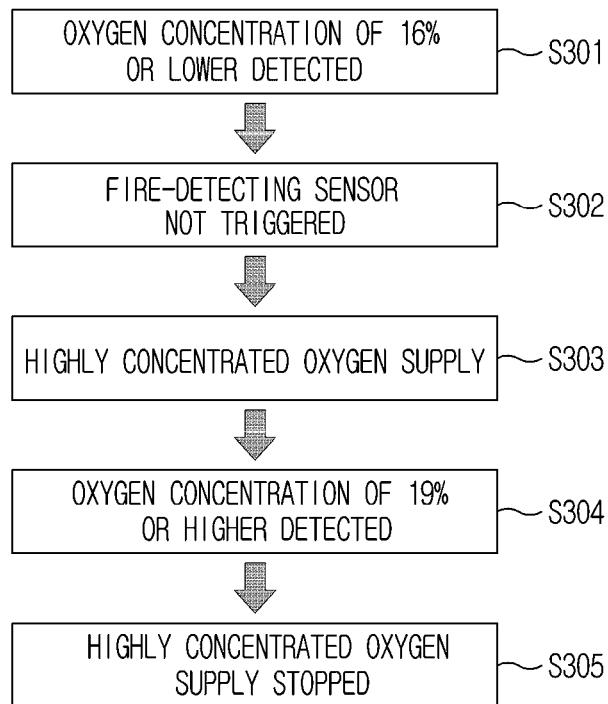 OXYGEN CONCENTRATION OF 16%
OR LOWER DETECTED
S301
FIRE-DETECTING SENSOR
NOT TRIGGERED
S302
HIGHLY CONCENTRATED OXYGEN SUPPLY
S303
OXYGEN CONCENTRATION OF 19%
OR HIGHER DETECTED
S304
HIGHLY CONCENTRATED OXYGEN
SUPPLY STOPPED
S305